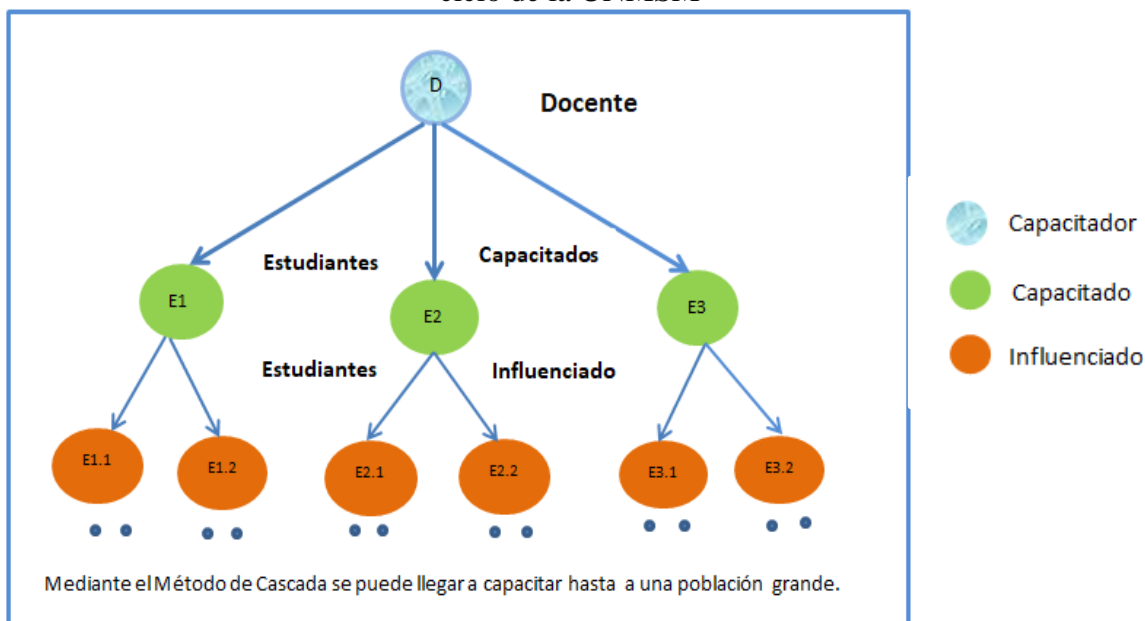 D
Docente
Capacitador
Estudiantes Capacitados
Capacitado
E1 E2 E3
Influenciado
Estudiantes Influenciado
E1.1 E1.2 E2.1 E2.2 E3.1 E3.2
Mediante el Método de Cascada se puede llegar a capacitar hasta a una población grande.